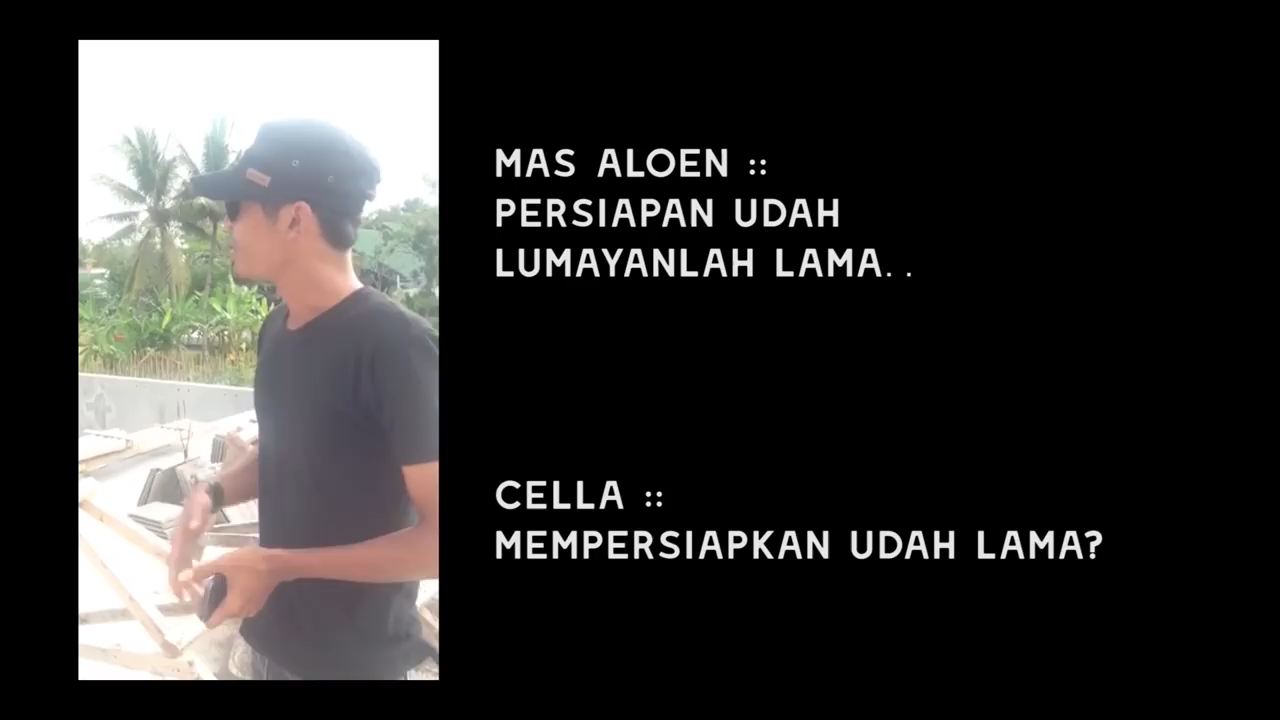 MAS ALOEN ::
PERSIAPAN UDAH
LUMAYANLAH LAMA. .
CELLA ::
MEMPERSIAPKAN UDAH LAMA?